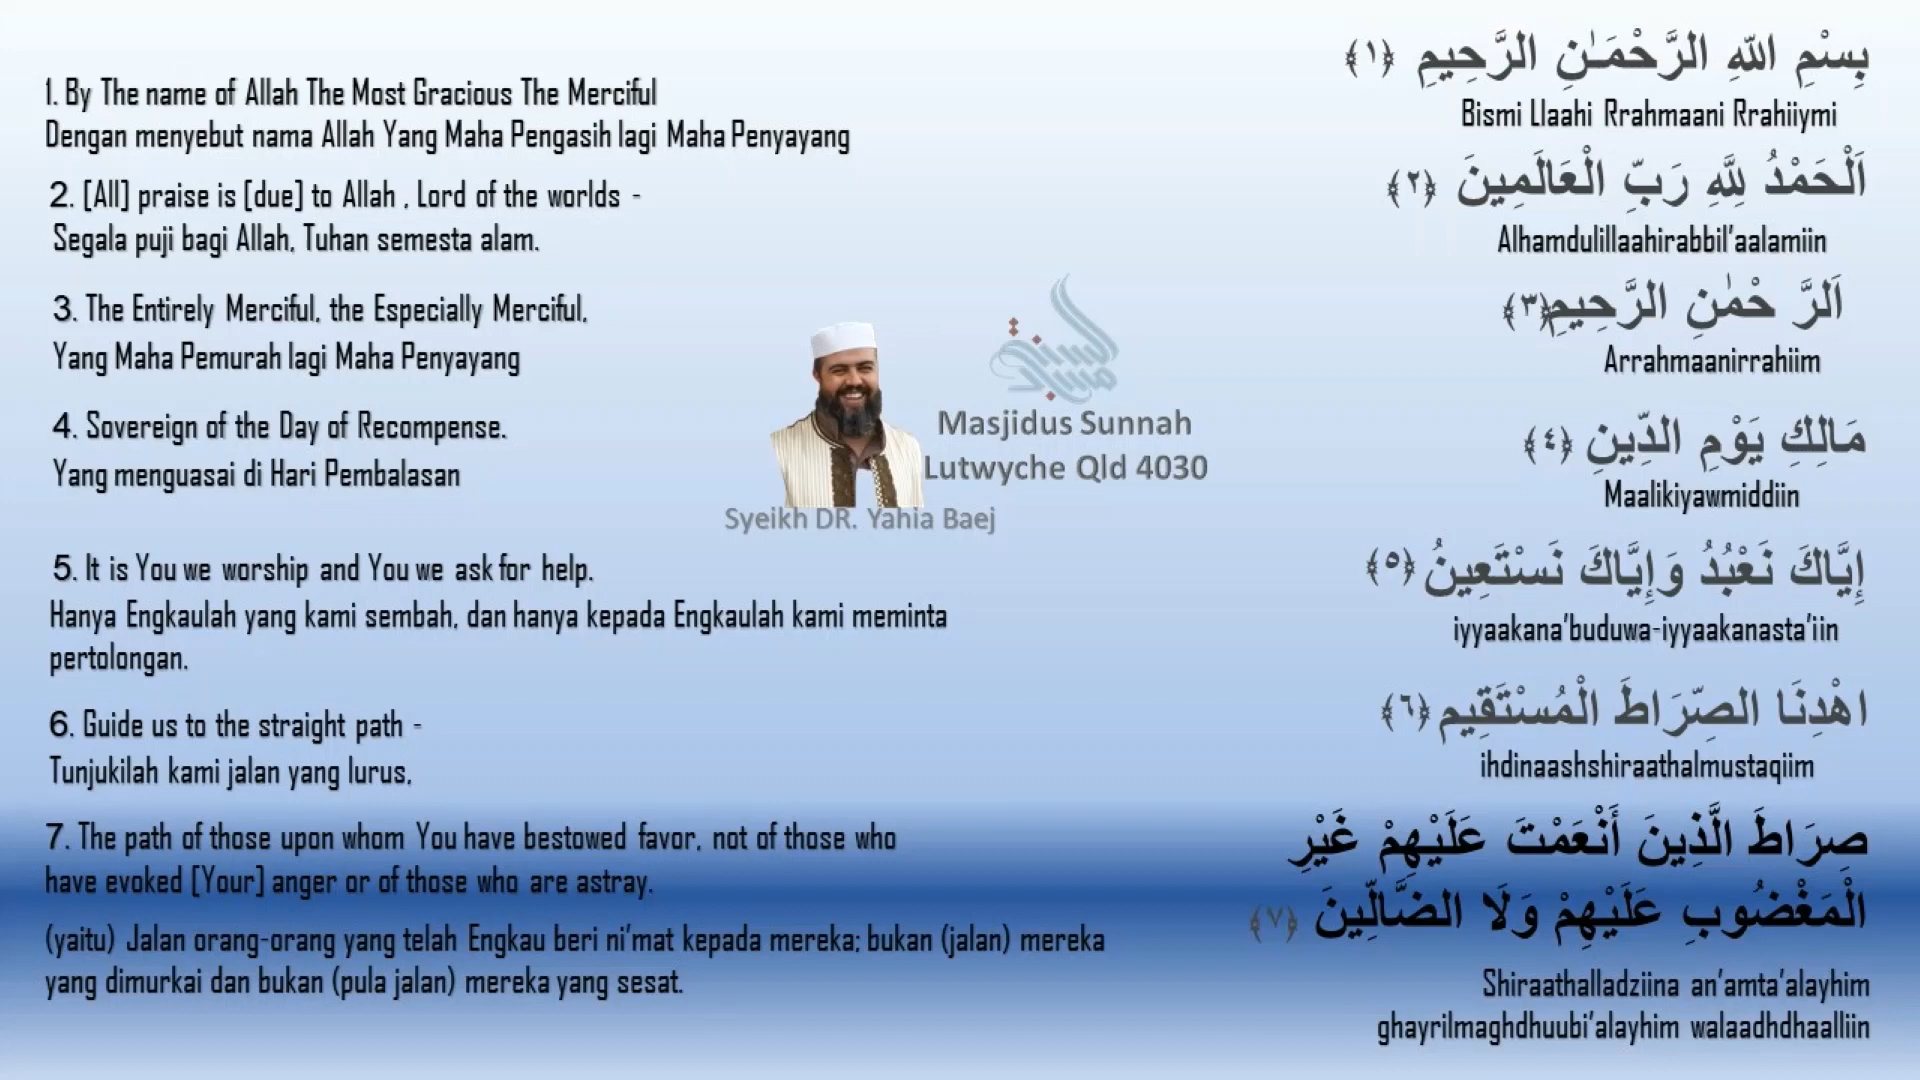 1. By The name of Allah The Most Gracious The Merciful
Dengan menyebut nama Allah Yang Maha Pengasih lagi Maha Penyayang
2. [All] praise is [due] to Allah , Lord of the worlds -
Segala puji bagi Allah, Tuhan semesta alam.
3. The Entirely Merciful, the Especially Merciful,
Yang Maha Pemurah lagi Maha Penyayang
4. Sovereign of the Day of Recompense.
Yang menguasai di Hari Pembalasan
5. It is You we worship and You we ask for help.
Hanya Engkaulah yang kami sembah, dan hanya kepada Engkaulah kami meminta
pertolongan.
6. Guide us to the straight path -
Tunjukilah kami jalan yang lurus,
7. The path of those upon whom You have bestowed favor, not of those who
have evoked [Your] anger or of those who are astray.
(yaitu) Jalan orang-orang yang telah Engkau beri ni'mat kepada mereka; bukan (jalan) mereka
yang dimurkai dan bukan (pula jalan) mereka yang sesat.
مسجد السنة
Masjidus Sunnah
Lutwyche Qld 4030
Syeikh DR. Yahia Baej
بِسْمِ اللّهِ الرَّحْمَـٰنِ الرَّحِيمِ ﴿١﴾
Bismi Llaahi Rrahmaani Rrahiiymi
اَلْحَمْدُ لِلَّهِ رَبِّ الْعَالَمِينَ ﴿٢﴾
Alhamdulillaahirabbil'aalamiin
اَلرَّ حْمٰنِ الرَّحِيمِ﴿٣﴾
Arrahmaanirrahiim
مَالِكِ يَوْمِ الدِّينِ ﴿٤﴾
Maalikiyawmiddiin
إِيَّاكَ نَعْبُدُ وَإِيَّاكَ نَسْتَعِينُ ﴿٥﴾
iyyaakana'buduwa-iyyaakanasta'iin
اهْدِنَا الصِّرَاطَ الْمُسْتَقِيم ﴿٦﴾
ihdinaashshiraathalmustaqiim
صِرَاطَ الَّذِينَ أَنْعَمْتَ عَلَيْهِمْ غَيْرِ
الْمَغْضُوبِ عَلَيْهِمْ وَلَا الضَّالِّينَ ﴿٧﴾
Shiraathalladziina an'amta'alayhim
ghayrilmaghdhuubi'alayhim walaadhdhaalliin